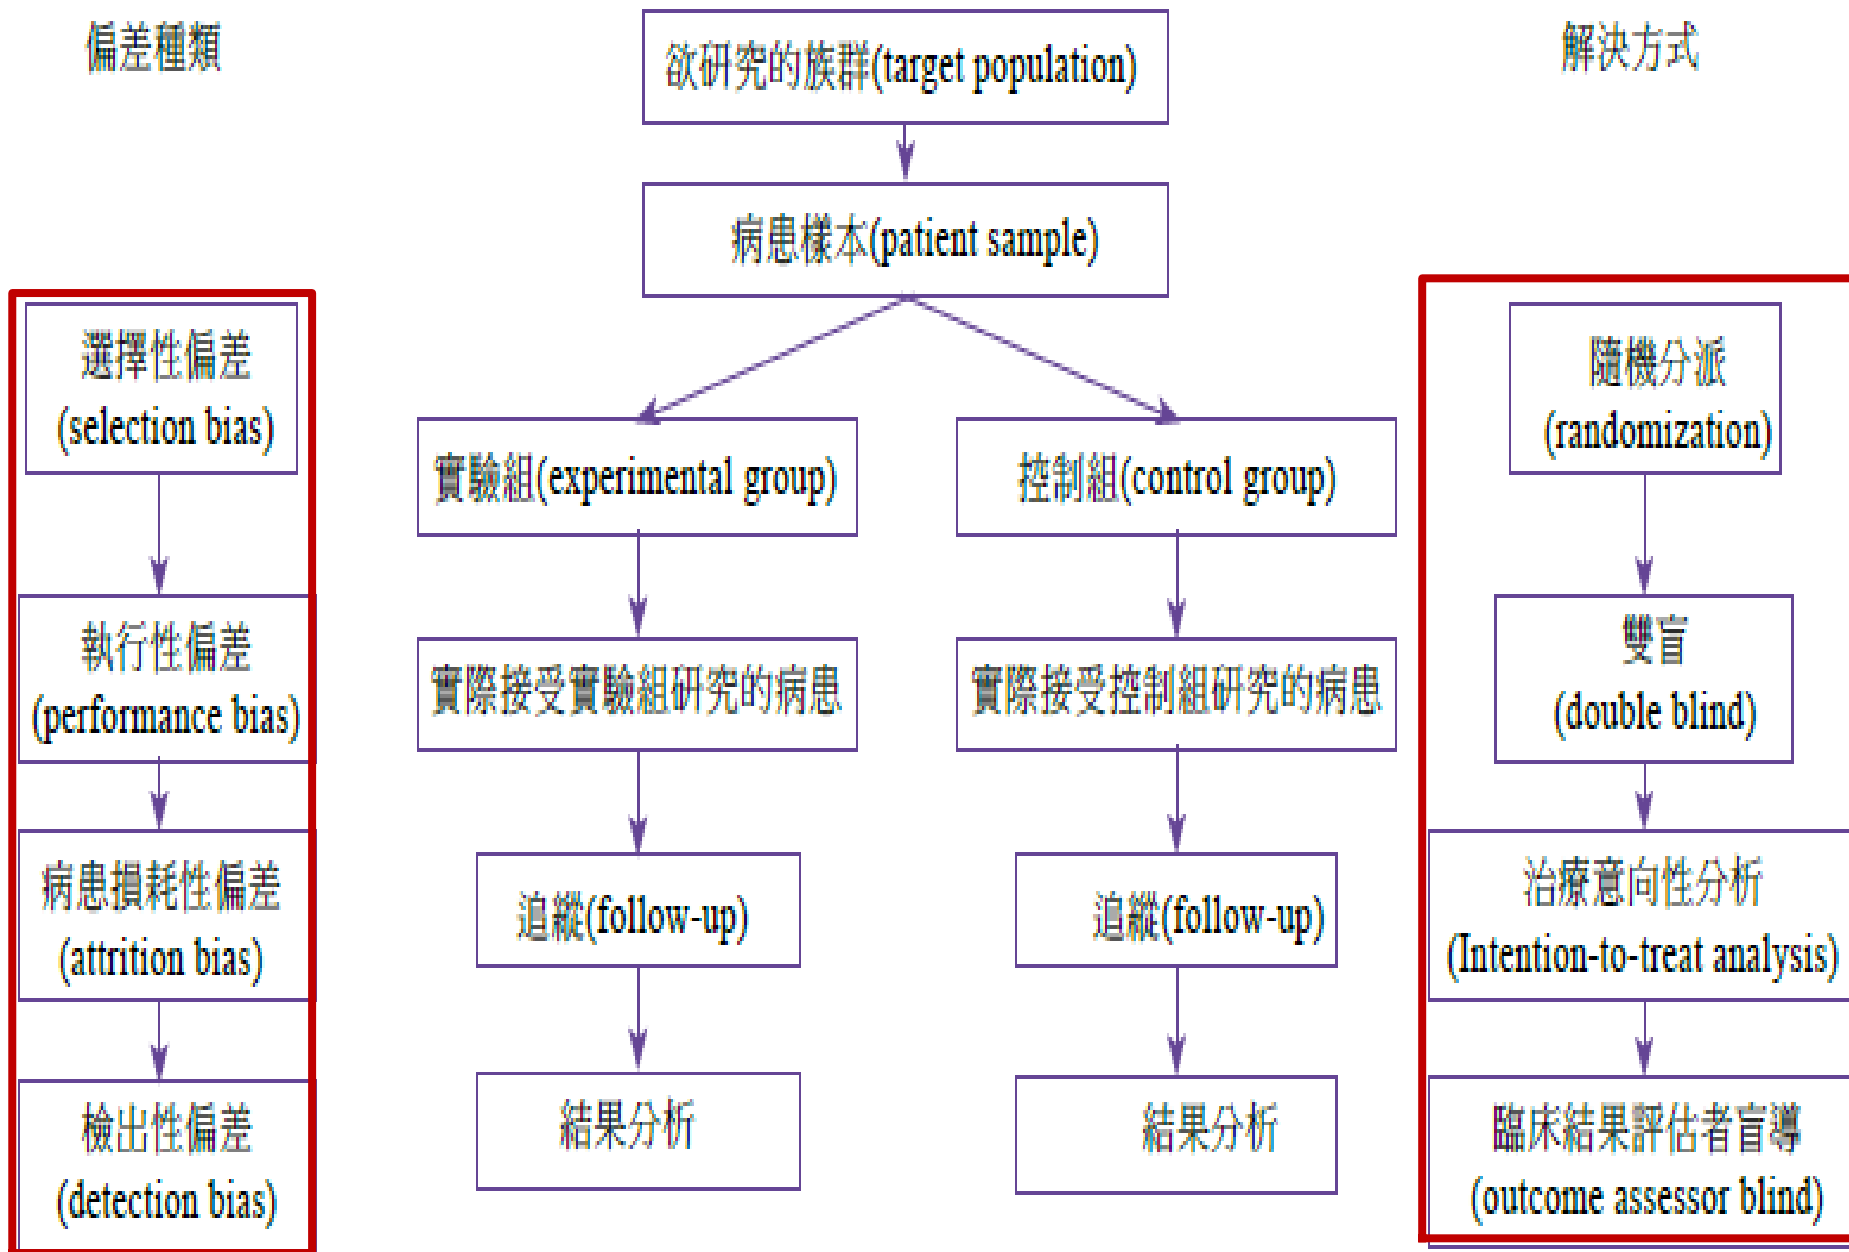 偏差種類
欲研究的族群(target population)
解決方式
病患樣本(patient sample)
選擇性偏差
(selection bias)
實驗組(experimental group)
控制組(control group)
隨機分派
(randomization)
執行性偏差
(performance bias)
實際接受實驗組研究的病患
實際接受控制組研究的病患
雙盲
(double blind)
病患損耗性偏差
(attrition bias)
追縱(follow-up)
追縱(follow-up)
治療意向性分析
(Intention-to-treat analysis)
檢出性偏差
(detection bias)
結果分析
結果分析
臨床結果評估者盲導
(outcome assessor blind)